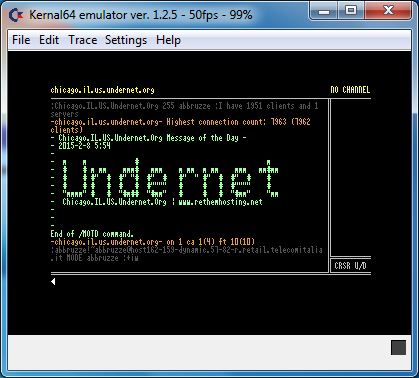 Kernal64 emulator ver. 1.2.5 - 50fps - 99%
File Edit Trace Settings Help
chicago.il.us.undernet.org NO CHANNEL
:Chicago.IL.US.Undernet.Org 255 abbruzze :I have 1951 clients and 1
servers
-chicago.il.us.undernet.org- Highest connection count: 7963 (7962
clients)
- Chicago.IL.US.Undernet.Org Message of the Day -
- 2015-2-8 5:54
-
- Undernet
- Chicago.IL.US.Undernet.Org | www.rethemhosting.net
-
End of /MOTD command.
-chicago.il.us.undernet.org- on 1 ca 1(4) ft 10(10)
:abbruzze!~abbruzze@host162-159-dynamic.57-82-r.retail.telecomitalia
.it MODE abbruzze :+iw
CRSR U/D